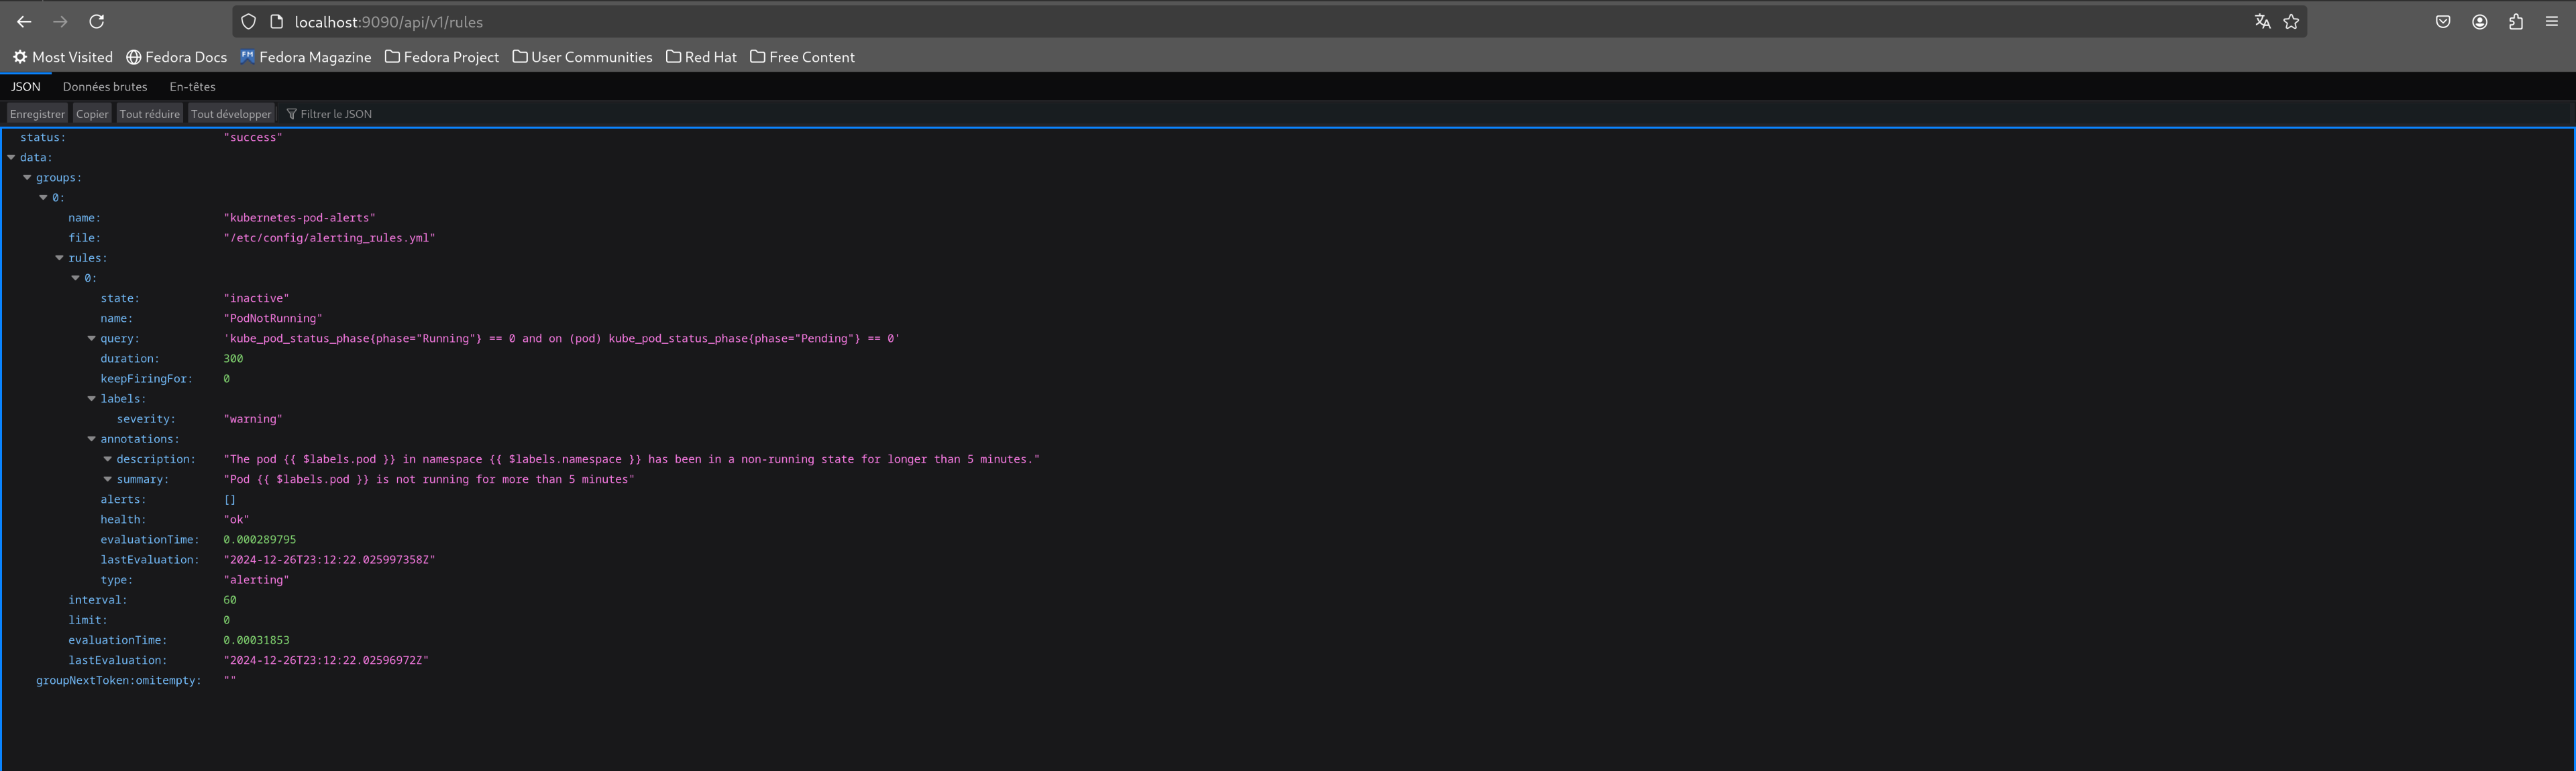 localhost:9090/api/v1/rules
Most Visited Fedora Docs Fedora Magazine Fedora Project User Communities Red Hat Free Content
JSON Données brutes En-têtes
Enregistrer Copier Tout réduire Tout développer Filtrer le JSON
status: "success"
data:
groups:
0:
name: "kubernetes-pod-alerts"
file: "/etc/config/alerting_rules.yml"
rules:
0:
state: "inactive"
name: "PodNotRunning"
query: 'kube_pod_status_phase{phase="Running"} == 0 and on (pod) kube_pod_status_phase{phase="Pending"} == 0'
duration: 300
keepFiringFor: 0
labels:
severity: "warning"
annotations:
description: "The pod {{ $labels.pod }} in namespace {{ $labels.namespace }} has been in a non-running state for longer than 5 minutes."
summary: "Pod {{ $labels.pod }} is not running for more than 5 minutes"
alerts: []
health: "ok"
evaluationTime: 0.000289795
lastEvaluation: "2024-12-26T23:12:22.025997358Z"
type: "alerting"
interval: 60
limit: 0
evaluationTime: 0.00031853
lastEvaluation: "2024-12-26T23:12:22.02596972Z"
groupNextToken:omitempty: ""